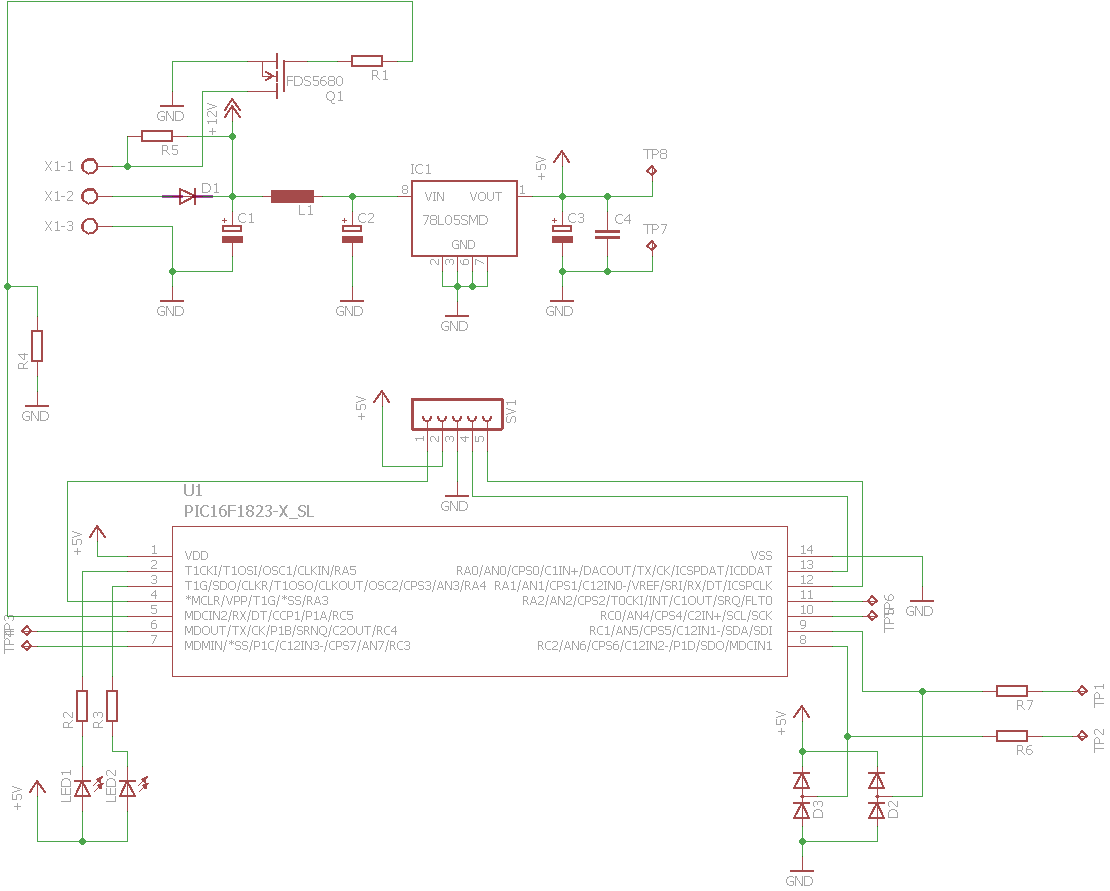 FDS5680
Q1
R1
GND
+12V
R5
X1-1
X1-2
X1-3
D1
L1
C1
C2
GND
GND
IC1
8
VIN
VOUT
1
78L05SMD
GND
2
3
6
7
GND
+5V
C3
C4
GND
TP8
TP7
R4
GND
+5V
SV1
1
2
3
4
5
GND
U1
PIC16F1823-X_SL
+5V
1 VDD VSS 14
2 T1CKI/T1OSI/OSC1/CLKIN/RA5 RA0/AN0/CPS0/C1IN+/DACOUT/TX/CK/ICSPDAT/ICDDAT 13
3 T1G/SDO/CLKR/T1OSO/CLKOUT/OSC2/CPS3/AN3/RA4 RA1/AN1/CPS1/C12IN0-/VREF/SRI/RX/DT/ICSPCLK 12
4 *MCLR/VPP/T1G/*SS/RA3 RA2/AN2/CPS2/T0CKI/INT/C1OUT/SRQ/FLT0 11
5 MDCIN2/RX/DT/CCP1/P1A/RC5 RC0/AN4/CPS4/C2IN+/SCL/SCK 10
6 MDOUT/TX/CK/P1B/SRNQ/C2OUT/RC4 RC1/AN5/CPS5/C12IN1-/SDA/SDI 9
7 MDMIN/*SS/P1C/C12IN3-/CPS7/AN7/RC3 RC2/AN6/CPS6/C12IN2-/P1D/SDO/MDCIN1 8
GND
R2
R3
LED1
LED2
+5V
+5V
R7
TP1
R6
TP2
D3
D2
GND